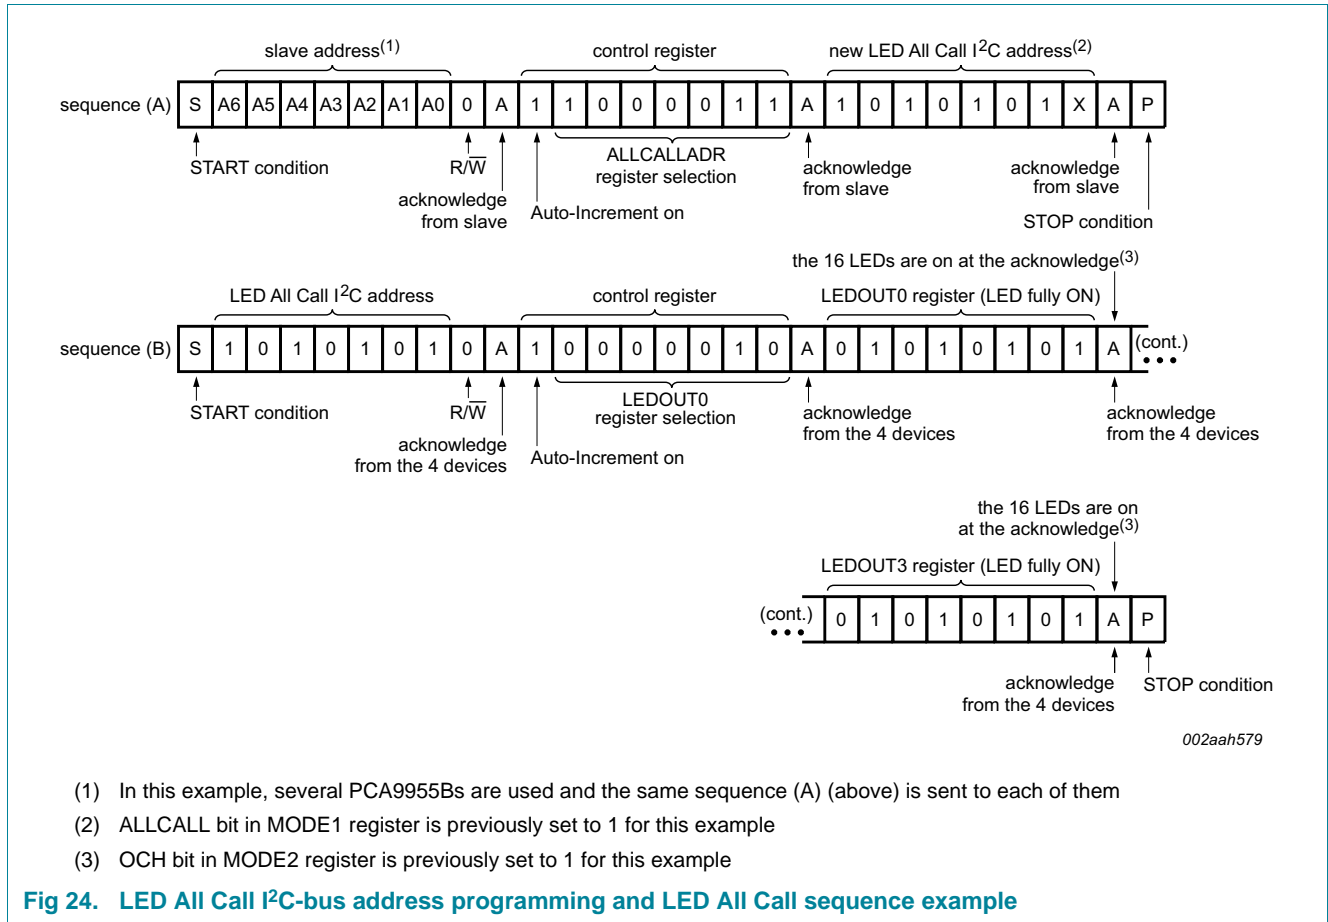 slave address(1) control register new LED All Call I2C address(2)
sequence (A) S A6 A5 A4 A3 A2 A1 A0 0 A 1 1 0 0 0 0 1 1 A 1 0 1 0 1 0 1 X A P
START condition R/W ALLCALLADR
register selection acknowledge
from slave acknowledge
from slave
acknowledge
from slave Auto-Increment on STOP condition
the 16 LEDs are on at the acknowledge(3)
LED All Call I2C address control register LEDOUT0 register (LED fully ON)
sequence (B) S 1 0 1 0 1 0 1 0 A 1 0 0 0 0 0 1 0 A 0 1 0 1 0 1 0 1 A (cont.)
START condition R/W LEDOUT0
register selection acknowledge
from the 4 devices acknowledge
from the 4 devices
acknowledge
from the 4 devices Auto-Increment on
the 16 LEDs are on
at the acknowledge(3)
LEDOUT3 register (LED fully ON)
(cont.) 0 1 0 1 0 1 0 1 A P
acknowledge
from the 4 devices STOP condition
002aah579
(1) In this example, several PCA9955Bs are used and the same sequence (A) (above) is sent to each of them
(2) ALLCALL bit in MODE1 register is previously set to 1 for this example
(3) OCH bit in MODE2 register is previously set to 1 for this example
Fig 24. LED All Call I2C-bus address programming and LED All Call sequence example